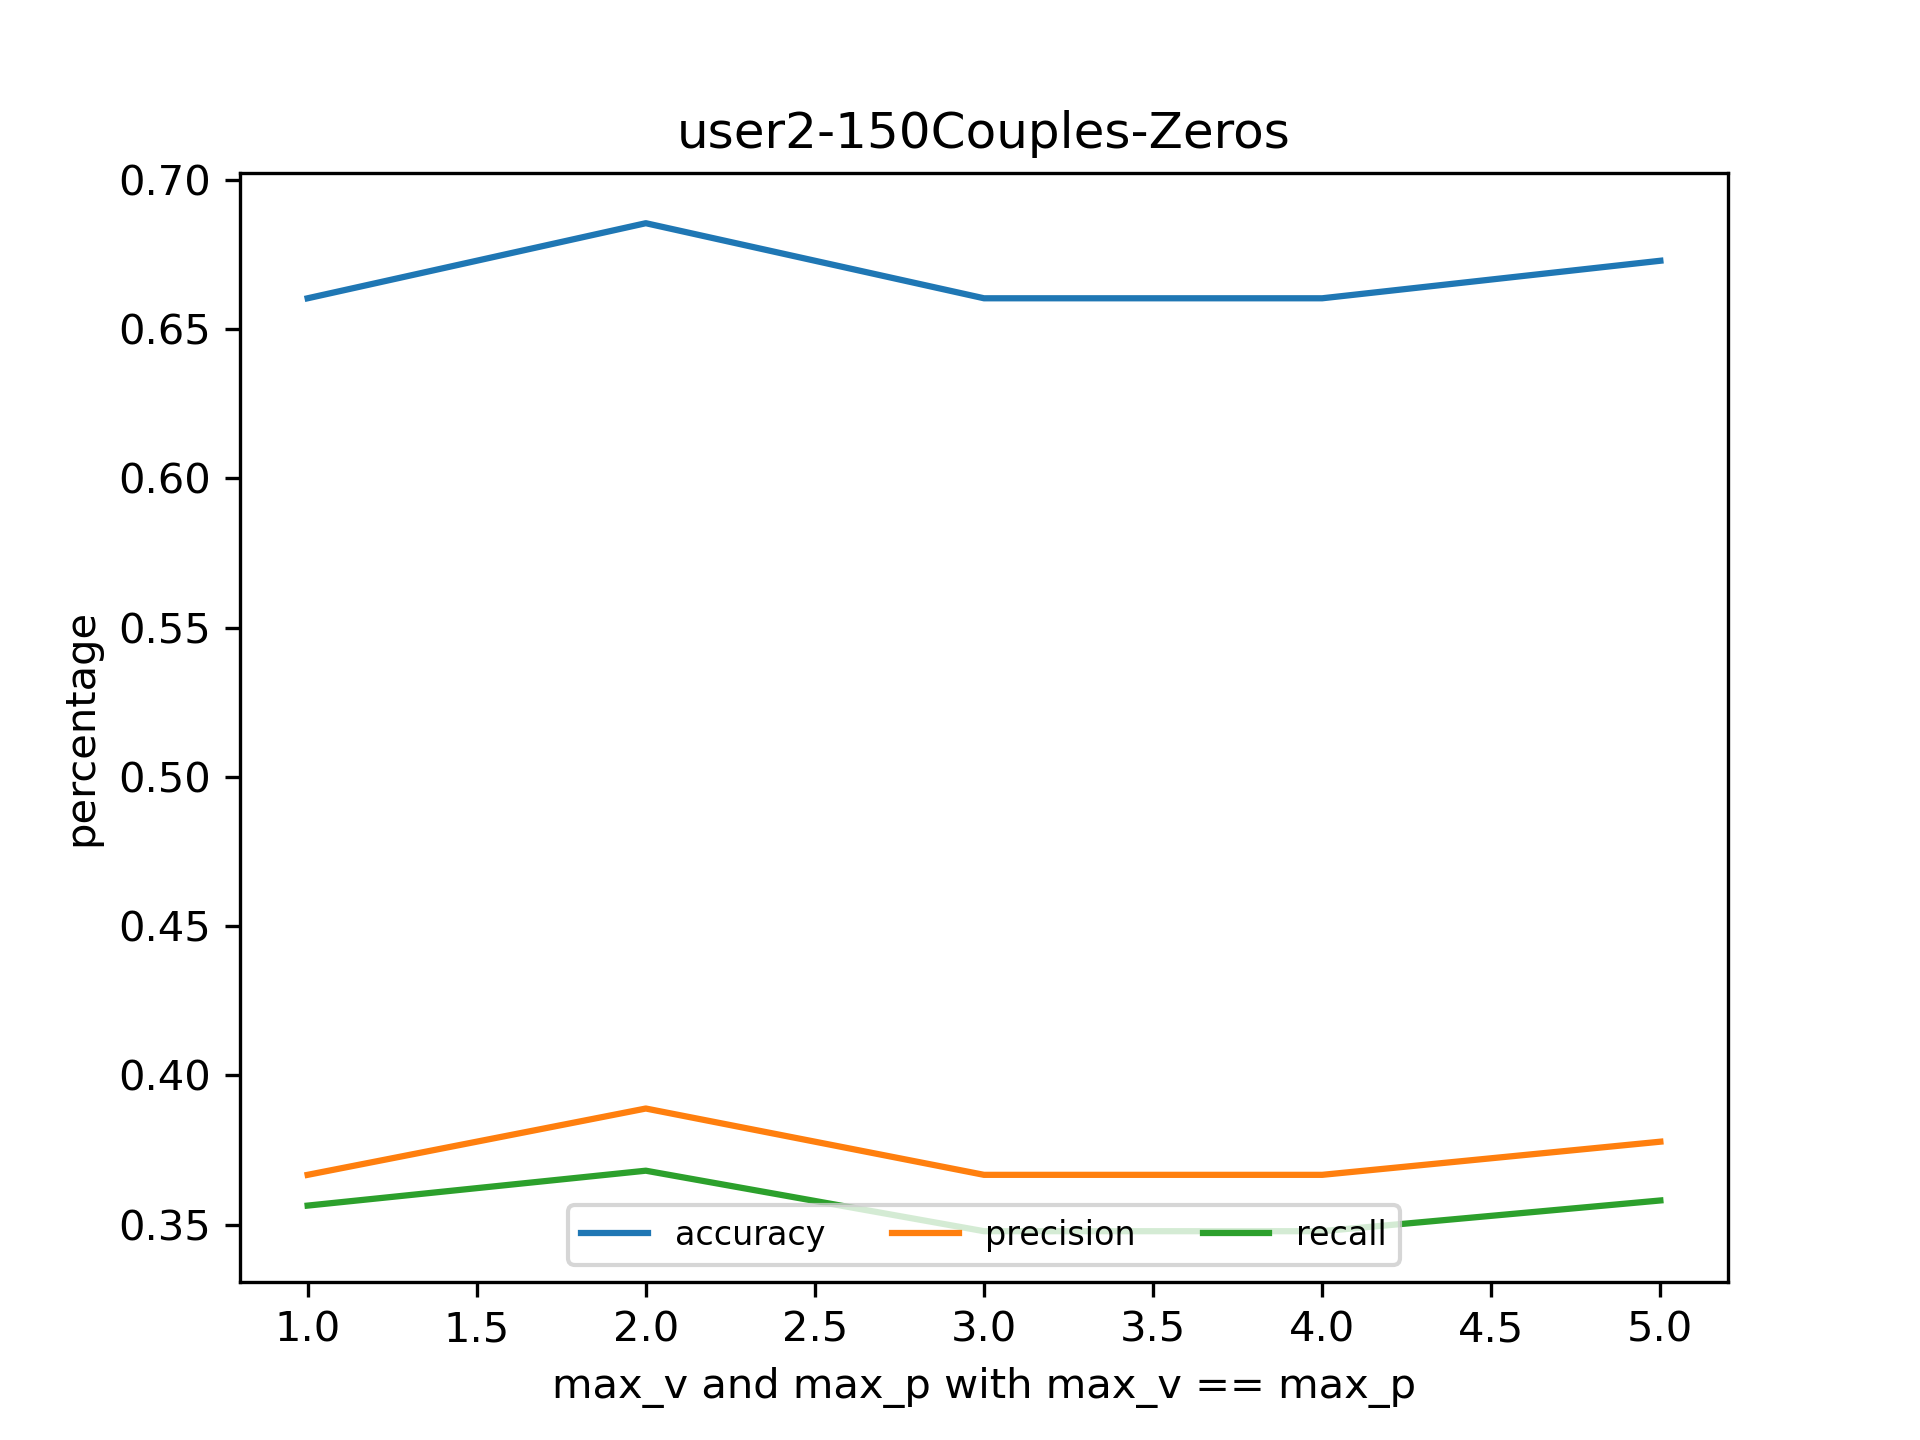 user2-150Couples-Zeros
0.70
0.65
0.60
0.55
0.50
0.45
0.40
0.35
percentage
accuracy precision recall
1.0 1.5 2.0 2.5 3.0 3.5 4.0 4.5 5.0
max_v and max_p with max_v == max_p